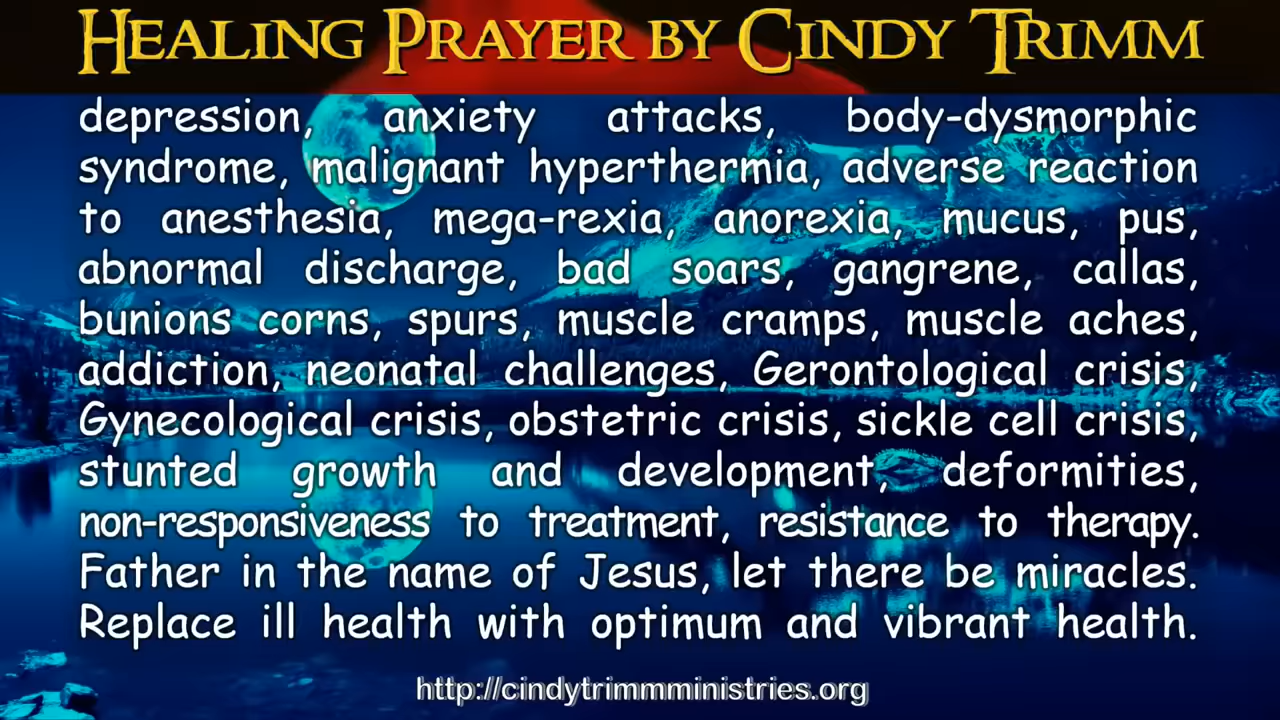 Healing Prayer by Cindy Trimm
depression, anxiety attacks, body-dysmorphic
syndrome, malignant hyperthermia, adverse reaction
to anesthesia, mega-rexia, anorexia, mucus, pus,
abnormal discharge, bad soars, gangrene, callas,
bunions corns, spurs, muscle cramps, muscle aches,
addiction, neonatal challenges, Gerontological crisis,
Gynecological crisis, obstetric crisis, sickle cell crisis,
stunted growth and development, deformities,
non-responsiveness to treatment, resistance to therapy.
Father in the name of Jesus, let there be miracles.
Replace ill health with optimum and vibrant health.
http://cindytrimmministries.org